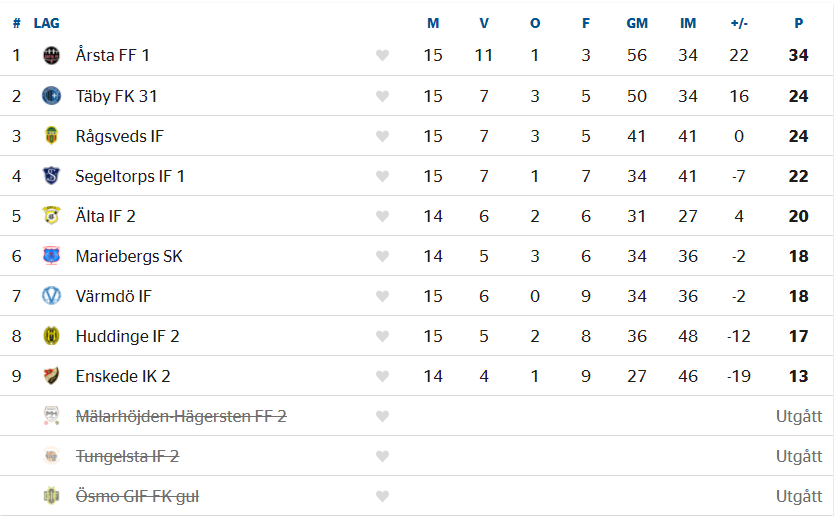 # LAG M V O F GM IM +/- P
1 Årsta FF 1 15 11 1 3 56 34 22 34
2 Täby FK 31 15 7 3 5 50 34 16 24
3 Rågsveds IF 15 7 3 5 41 41 0 24
4 Segeltorps IF 1 15 7 1 7 34 41 -7 22
5 Älta IF 2 14 6 2 6 31 27 4 20
6 Mariebergs SK 14 5 3 6 34 36 -2 18
7 Värmdö IF 15 6 0 9 34 36 -2 18
8 Huddinge IF 2 15 5 2 8 36 48 -12 17
9 Enskede IK 2 14 4 1 9 27 46 -19 13
Mälarhöjden-Hägersten FF 2 Utgått
Tungelsta IF 2 Utgått
Ösmo GIF FK gul Utgått